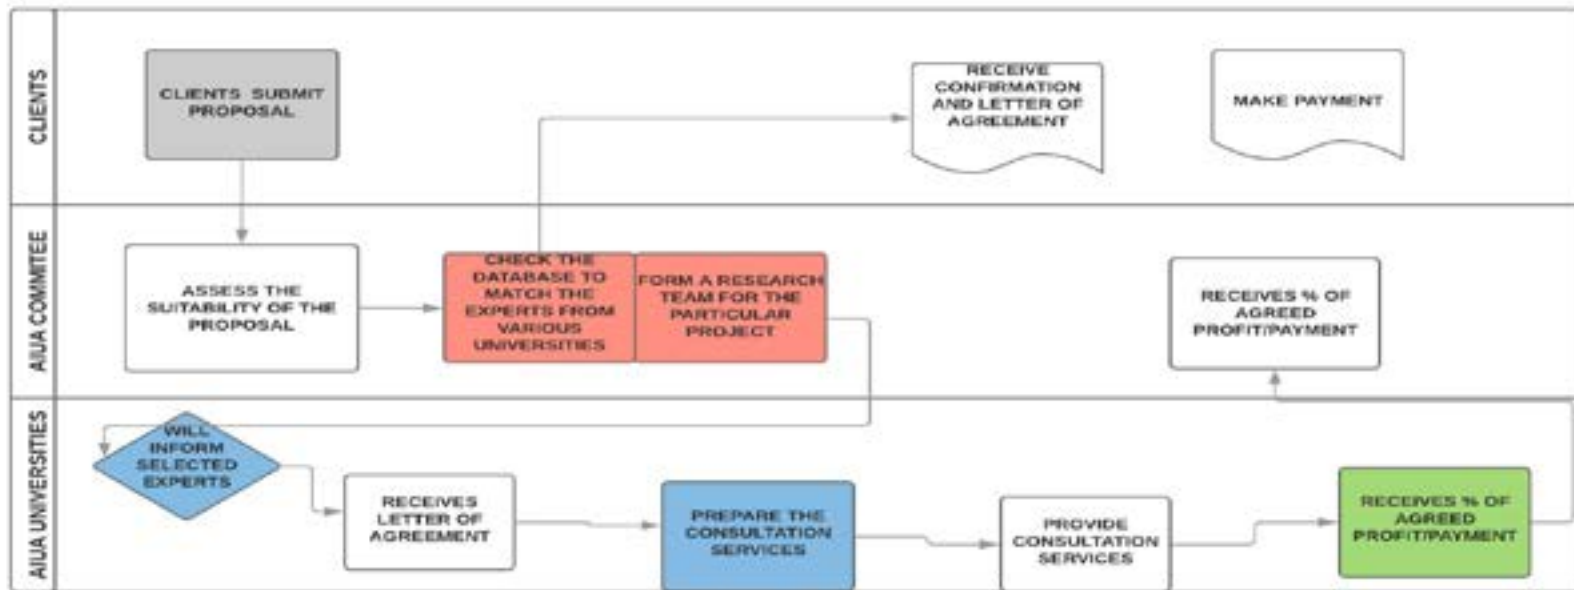 CLIENTS
CLIENTS SUBMIT
PROPOSAL
RECEIVE
CONFIRMATION
AND LETTER OF
AGREEMENT
MAKE PAYMENT
AIUA COMMITEE
ASSESS THE
SUITABILITY OF THE
PROPOSAL
CHECK THE
DATABASE TO
MATCH THE
EXPERTS FROM
VARIOUS
UNIVERSITIES
FORM A RESEARCH
TEAM FOR THE
PARTICULAR
PROJECT
RECEIVES % OF
AGREED
PROFIT/PAYMENT
AIUA UNIVERSITIES
WILL
INFORM
SELECTED
EXPERTS
RECEIVES
LETTER OF
AGREEMENT
PREPARE THE
CONSULTATION
SERVICES
PROVIDE
CONSULTATION
SERVICES
RECEIVES % OF
AGREED
PROFIT/PAYMENT